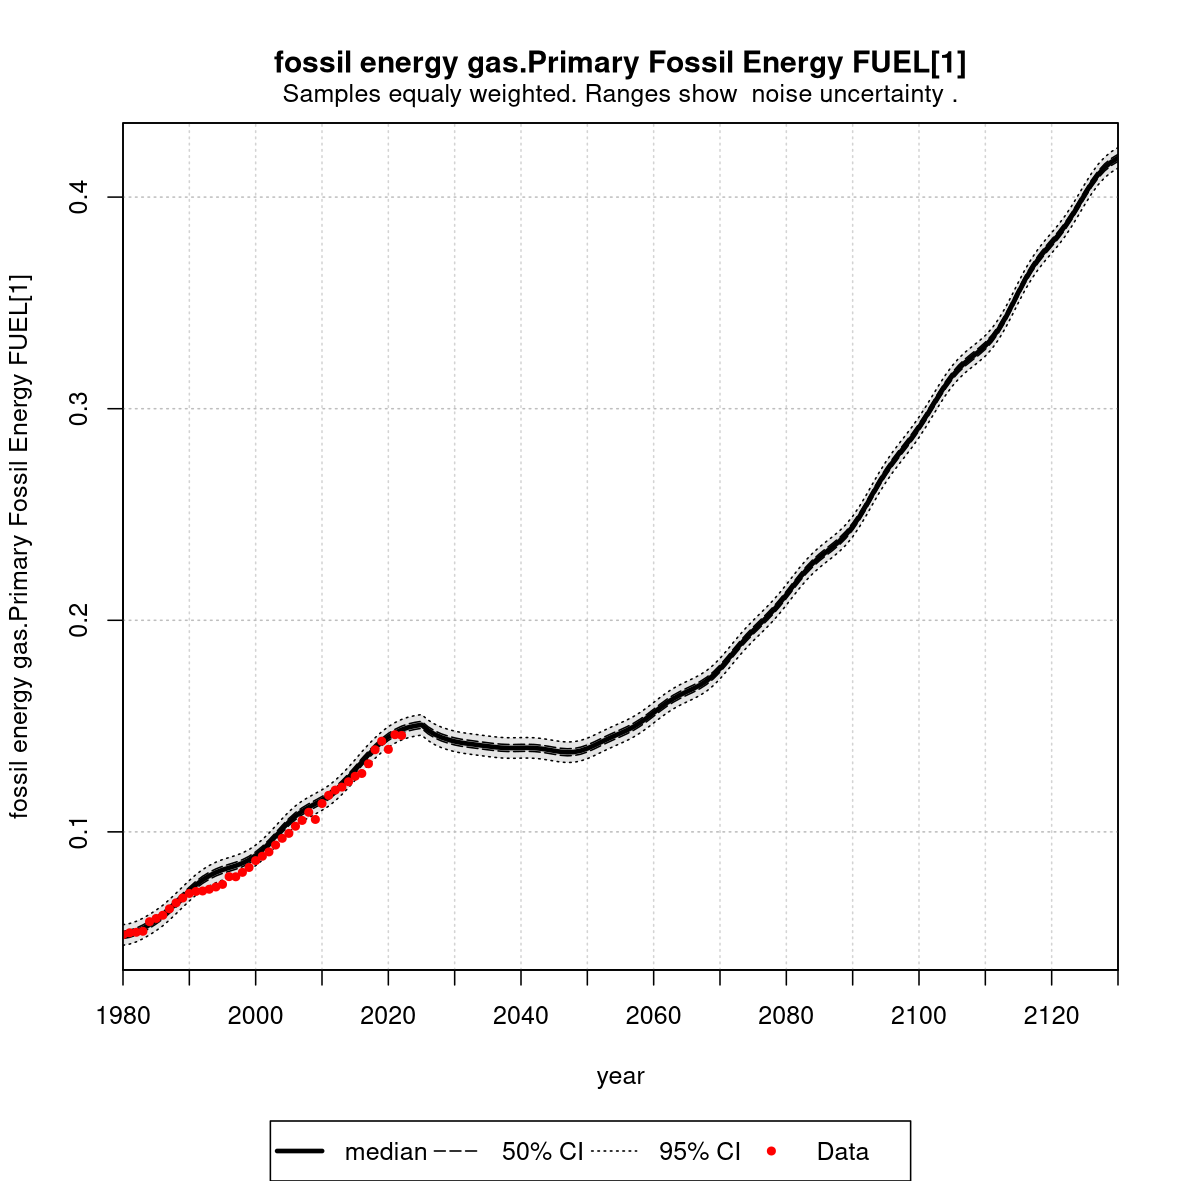 fossil energy gas.Primary Fossil Energy FUEL[1]
Samples equaly weighted. Ranges show  noise uncertainty .
fossil energy gas.Primary Fossil Energy FUEL[1]
0.4
0.3
0.2
0.1
1980 2000 2020 2040 2060 2080 2100 2120
year
median 50% CI 95% CI Data